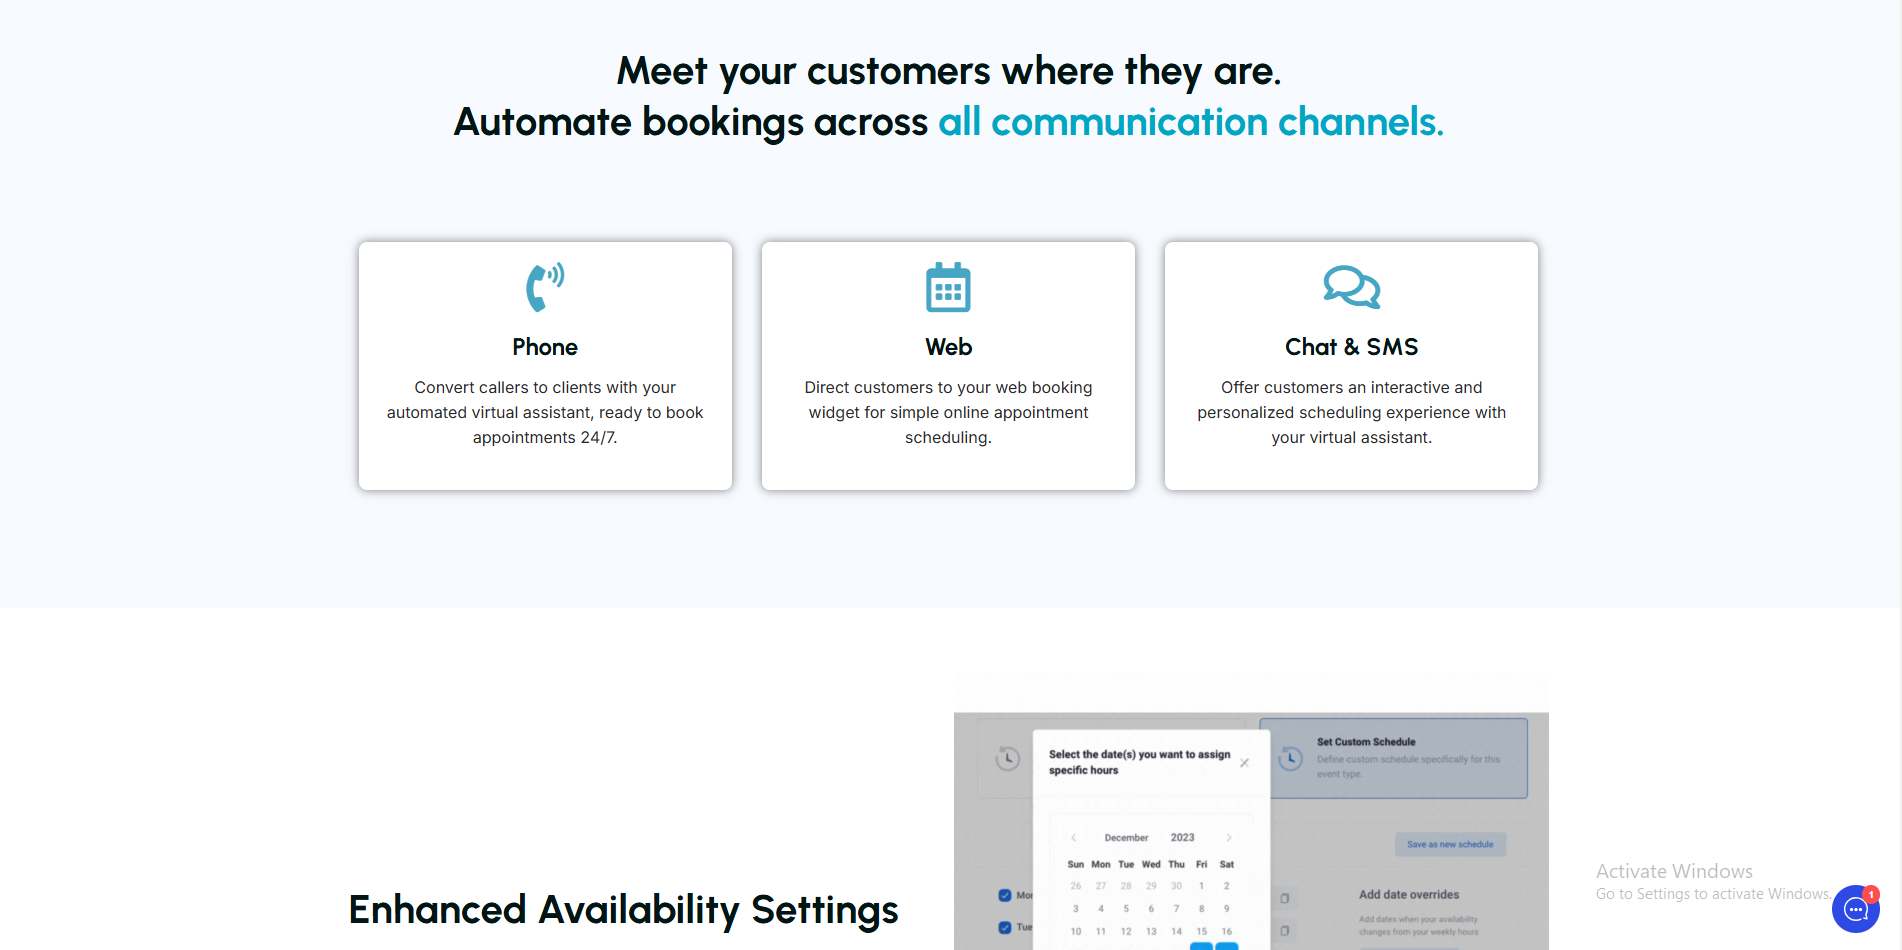 Meet your customers where they are.
Automate bookings across all communication channels.
Phone
Convert callers to clients with your
automated virtual assistant, ready to book
appointments 24/7.
Web
Direct customers to your web booking
widget for simple online appointment
scheduling.
Chat & SMS
Offer customers an interactive and
personalized scheduling experience with
your virtual assistant.
Enhanced Availability Settings
Select the date(s) you want to assign
specific hours
December 2023
Sun Mon Tue Wed Thu Fri Sat
26 27 28 29 30 1 2
3 4 5 6 7 8 9
10 11 12 13 14 15 16
Mo
Tue
Set Custom Schedule
Define custom schedule specifically for this
event type.
Save as new schedule
Add date overrides
Add dates when your availability
changes from your weekly hours
Activate Windows
Go to Settings to activate Windows.
1